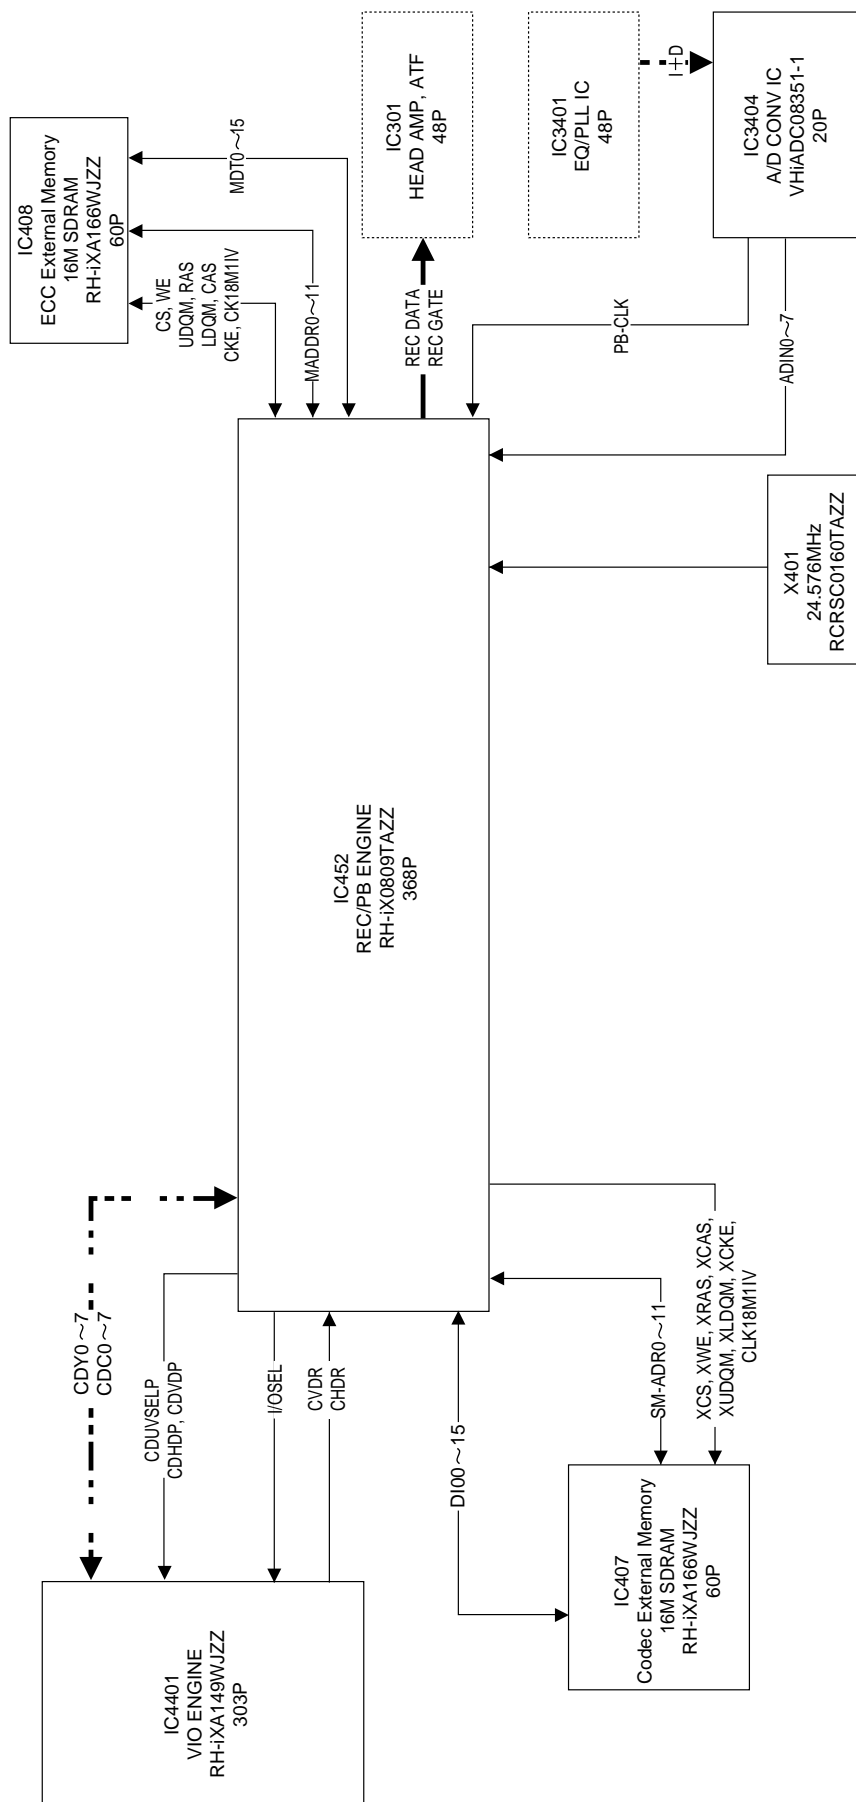 IC4401
VIO ENGINE
RH-iXA149WJZZ
303P
CDY0～7
CDC0～7
CDUVSELP
CDHDP, CDVDP
I/OSEL
CVDR
CHDR
DI00～15
IC407
Codec External Memory
16M SDRAM
RH-iXA166WJZZ
60P
SM-ADR0～11
XCS, XWE, XRAS, XCAS,
XUDQM, XLDQM, XCKE,
CLK18M1IV
IC452
REC/PB ENGINE
RH-iX0809TAZZ
368P
IC408
ECC External Memory
16M SDRAM
RH-iXA166WJZZ
60P
CS, WE
UDQM, RAS
LDQM, CAS
CKE, CK18M1IV
MADDR0～11
MDT0～15
REC DATA
REC GATE
IC301
HEAD AMP, ATF
48P
IC3401
EQ/PLL IC
48P
I+D
IC3404
A/D CONV IC
VHiADC08351-1
20P
PB-CLK
ADIN0～7
X401
24.576MHz
RCRSC0160TAZZ